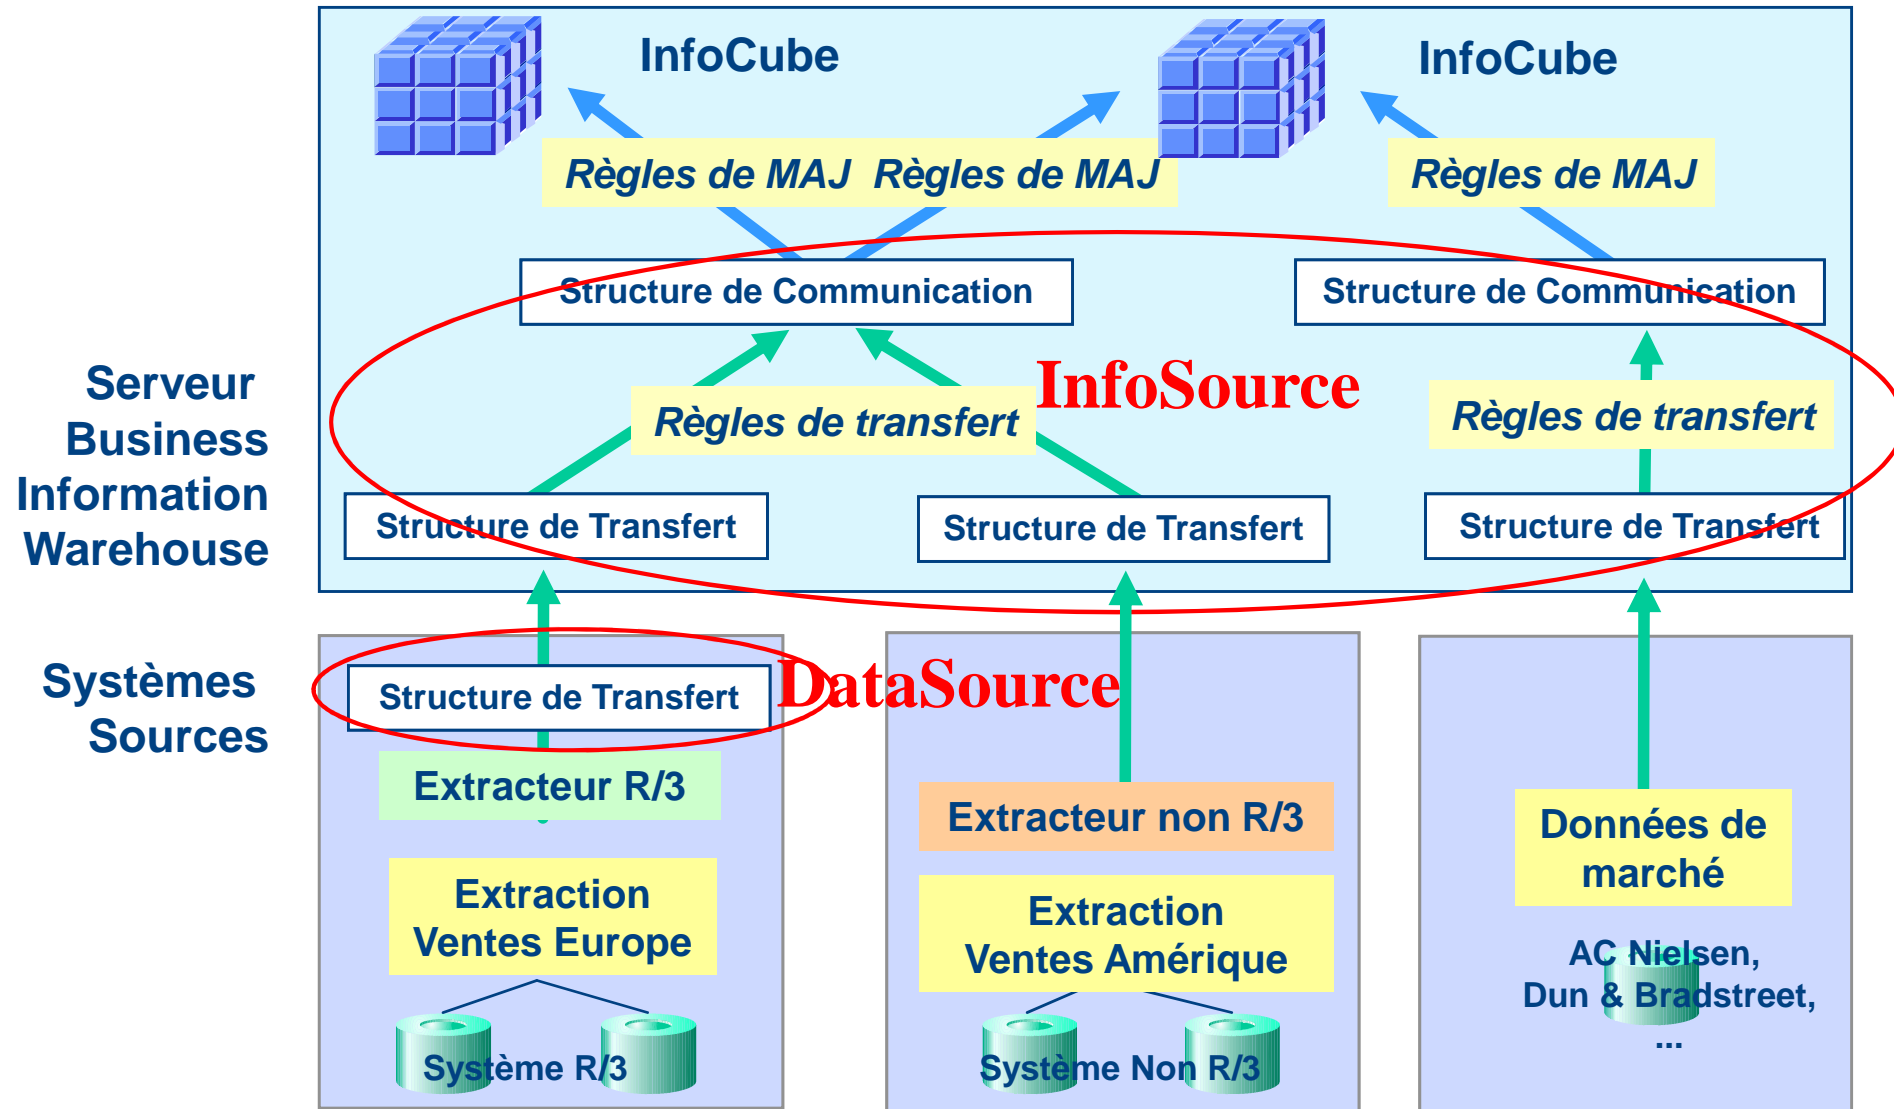 InfoCube
InfoCube
Règles de MAJ
Règles de MAJ
Règles de MAJ
Structure de Communication
Structure de Communication
InfoSource
Règles de transfert
Règles de transfert
Serveur
Business
Information
Warehouse
Structure de Transfert
Structure de Transfert
Structure de Transfert
Systèmes
Sources
Structure de Transfert
DataSource
Extracteur R/3
Extraction
Ventes Europe
Système R/3
Extracteur non R/3
Extraction
Ventes Amérique
Système Non R/3
Données de
marché
AC Nielsen,
Dun & Bradstreet,
...